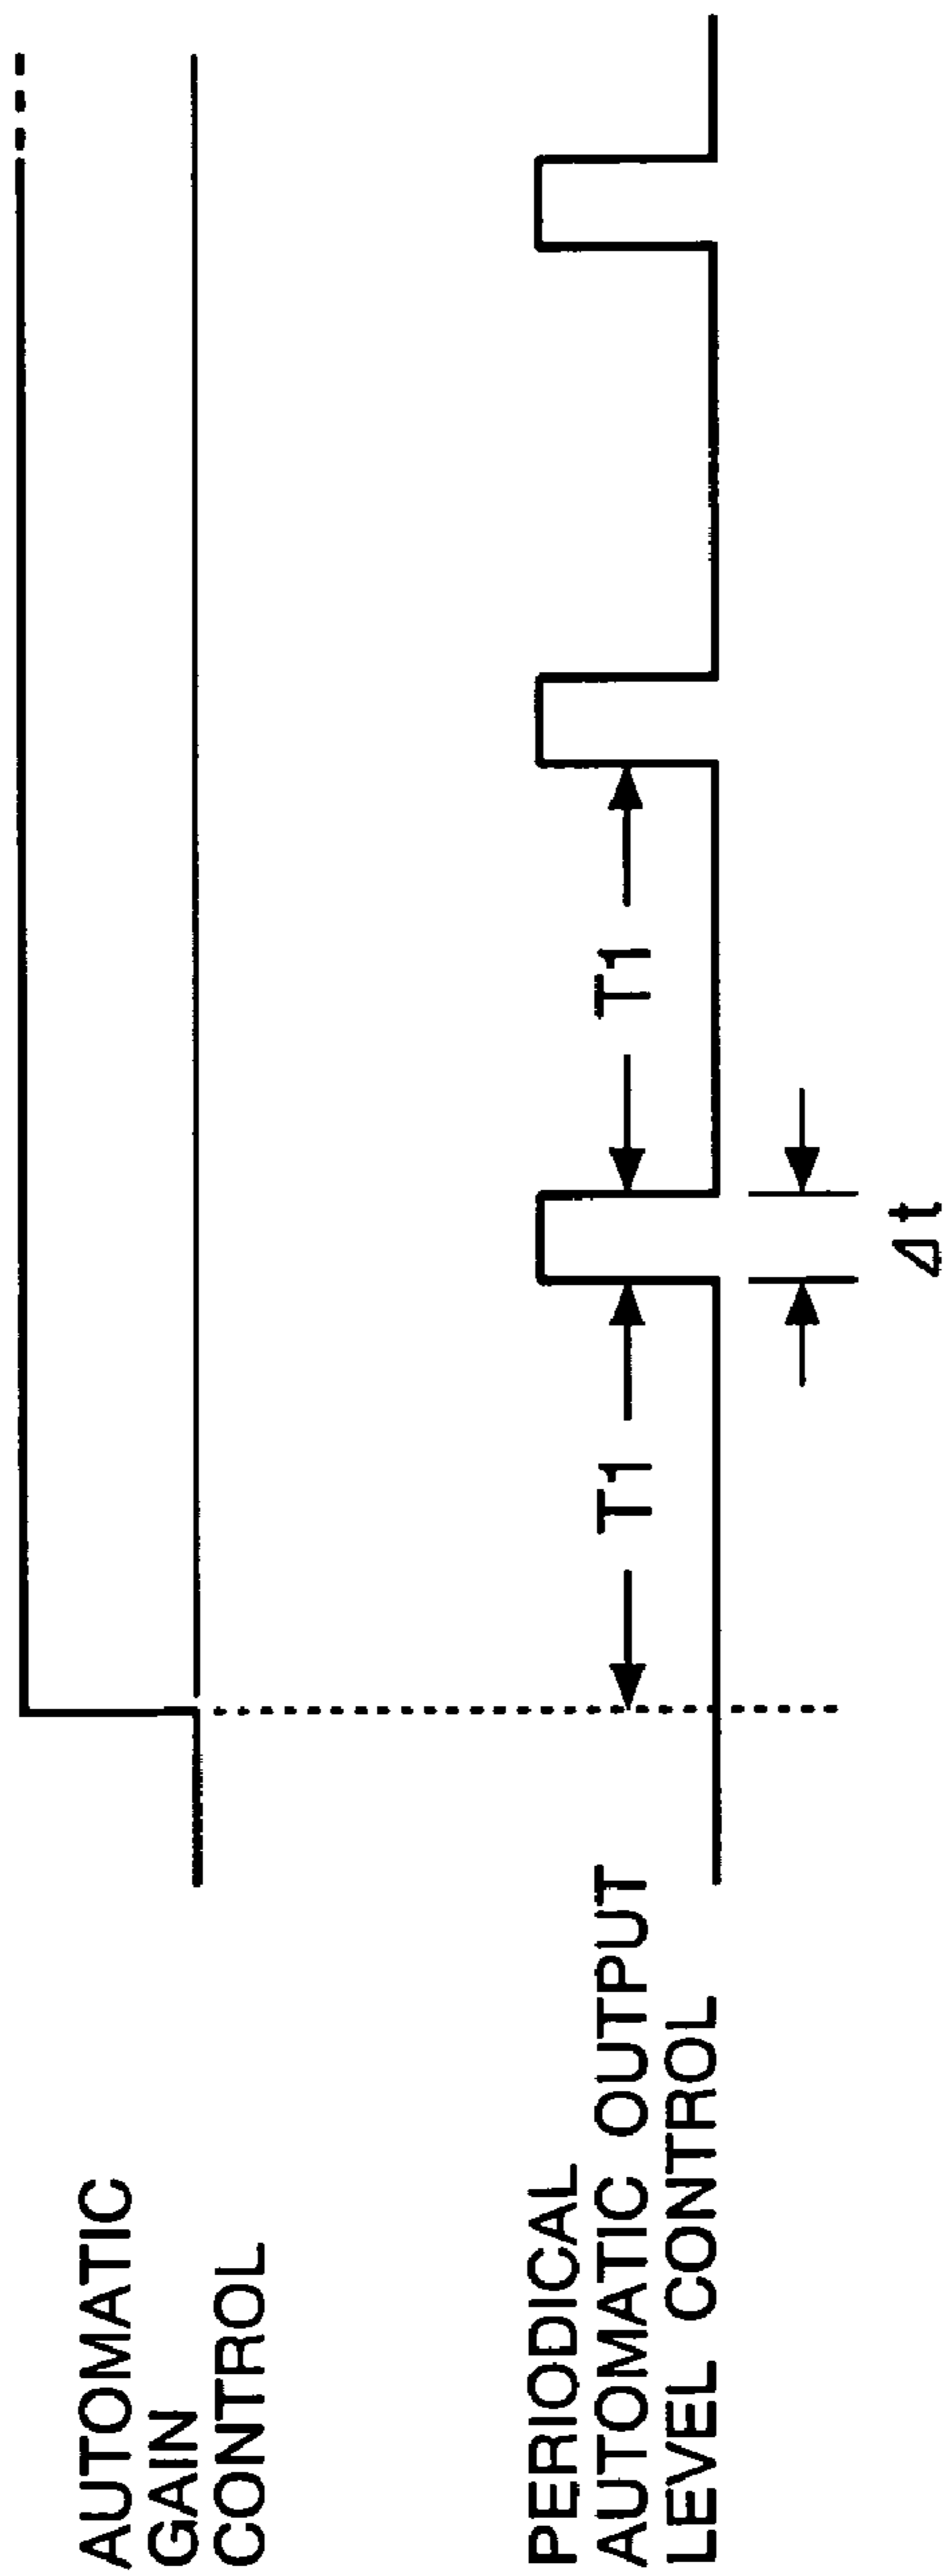 AUTOMATIC
GAIN
CONTROL
PERIODICAL
AUTOMATIC OUTPUT
LEVEL CONTROL
T1
T1
Δt